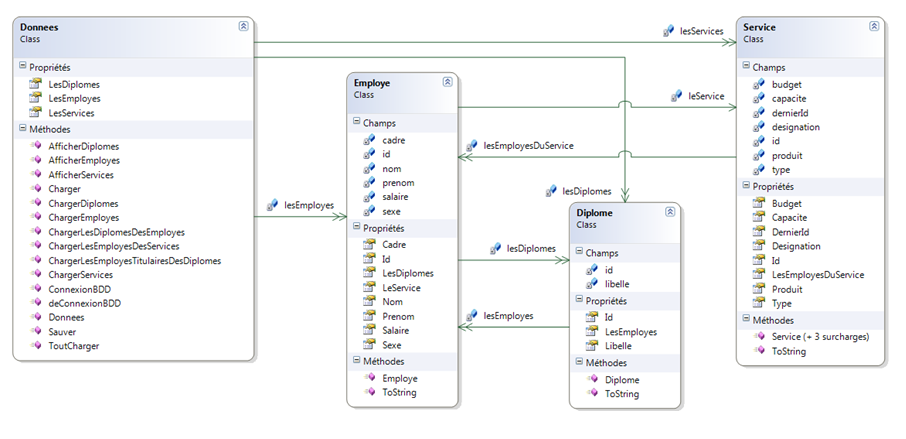 Donnees
Class
Propriétés
LesDiplomes
LesEmployes
LesServices
Méthodes
AfficherDiplomes
AfficherEmployes
AfficherServices
Charger
ChargerDiplomes
ChargerEmployes
ChargerLesDiplomesDesEmployes
ChargerLesEmployesDesServices
ChargerLesEmployesTitulairesDesDiplomes
ChargerServices
ConnexionBDD
deConnexionBDD
Donnees
Sauver
ToutCharger
lesEmployes
Employe
Class
Champs
cadre
id
nom
prenom
salaire
sexe
Propriétés
Cadre
Id
LesDiplomes
LeService
Nom
Prenom
Salaire
Sexe
Méthodes
Employe
ToString
lesServices
leService
lesEmployesDuService
lesDiplomes
lesDiplomes
lesEmployes
Diplome
Class
Champs
id
libelle
Propriétés
Id
LesEmployes
Libelle
Méthodes
Diplome
ToString
Service
Class
Champs
budget
capacite
dernierId
designation
id
produit
type
Propriétés
Budget
Capacite
DernierId
Designation
Id
LesEmployesDuService
Produit
Type
Méthodes
Service (+ 3 surcharges)
ToString